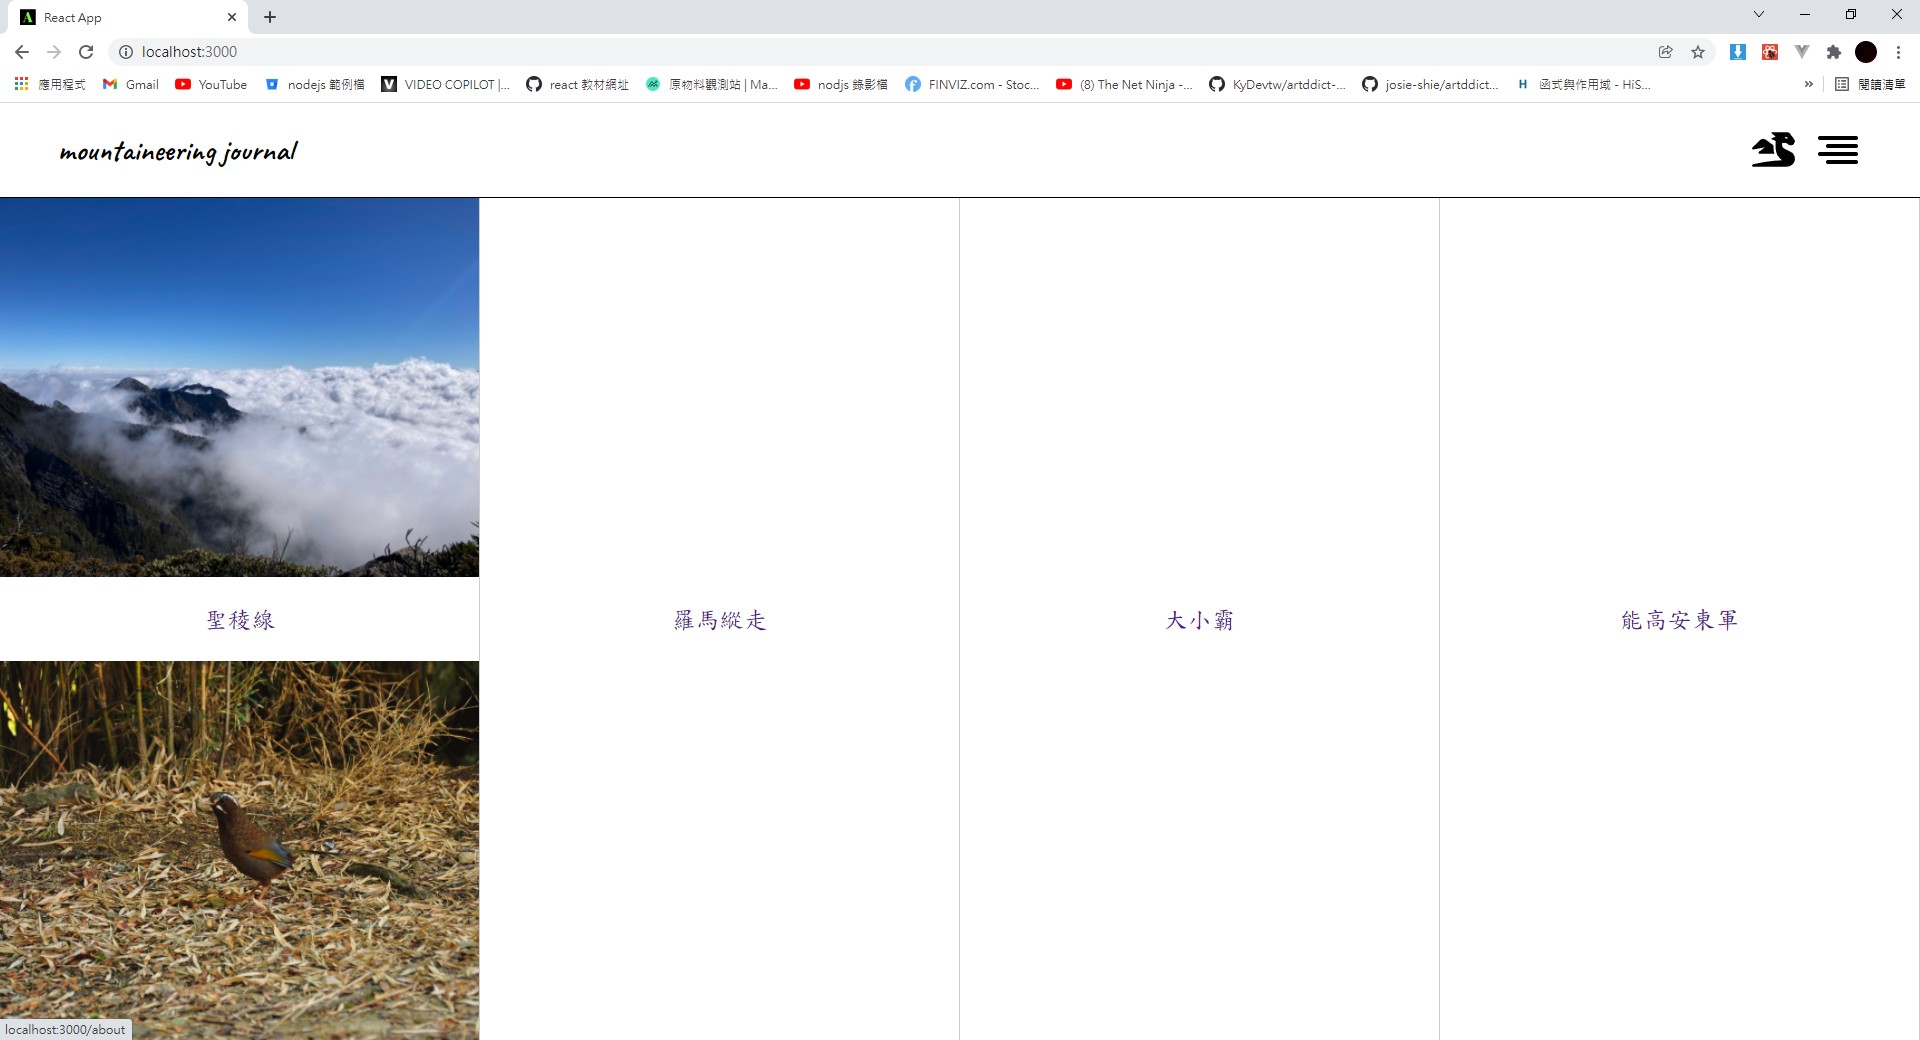 React App
localhost:3000
應用程式
Gmail
YouTube
nodejs 範例檔
VIDEO COPILOT |...
react 教材網址
原物料觀測站 | Ma...
nodjs 錄影檔
FINVIZ.com - Stoc...
(8) The Net Ninja -...
KyDevtw/artddict-...
josie-shie/artddict...
函式與作用域 - HiS...
閱讀清單
mountaineering journal
聖稜線
羅馬縱走
大小霸
能高安東軍
localhost:3000/about